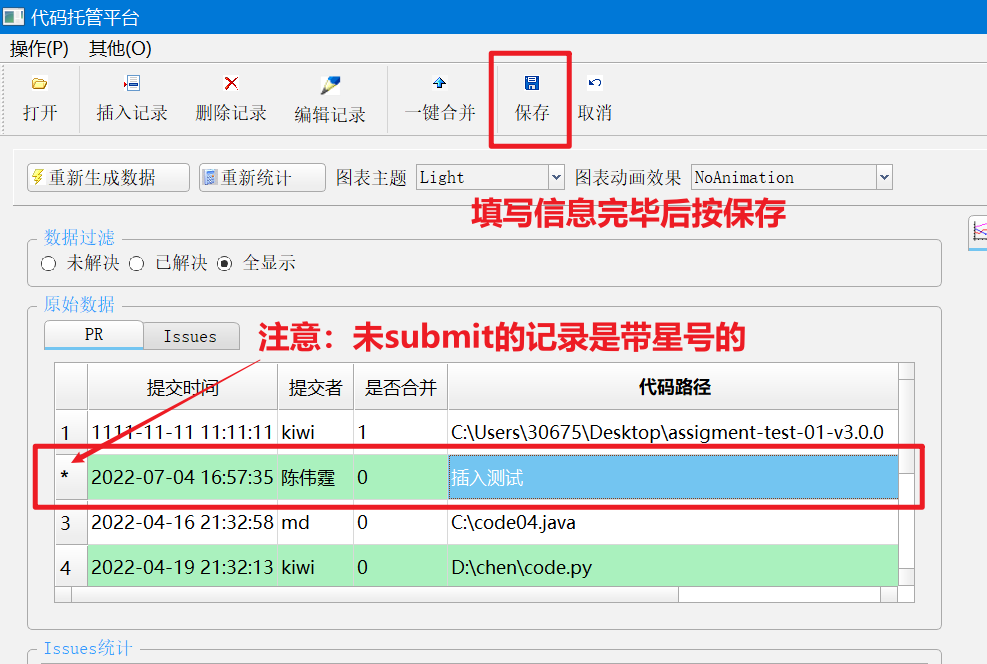 代码托管平台
操作(P) 其他(O)
打开 插入记录 删除记录 编辑记录 一键合并 保存 取消
重新生成数据 重新统计 图表主题 Light 图表动画效果 NoAnimation
填写信息完毕后按保存
数据过滤
未解决 已解决 全显示
原始数据
PR Issues
注意：未submit的记录是带星号的
提交时间 提交者 是否合并 代码路径
1 1111-11-11 11:11:11 kiwi 1 C:\Users\30675\Desktop\assigment-test-01-v3.0.0
* 2022-07-04 16:57:35 陈伟霆 0 插入测试
3 2022-04-16 21:32:58 md 0 C:\code04.java
4 2022-04-19 21:32:13 kiwi 0 D:\chen\code.py
Issues统计